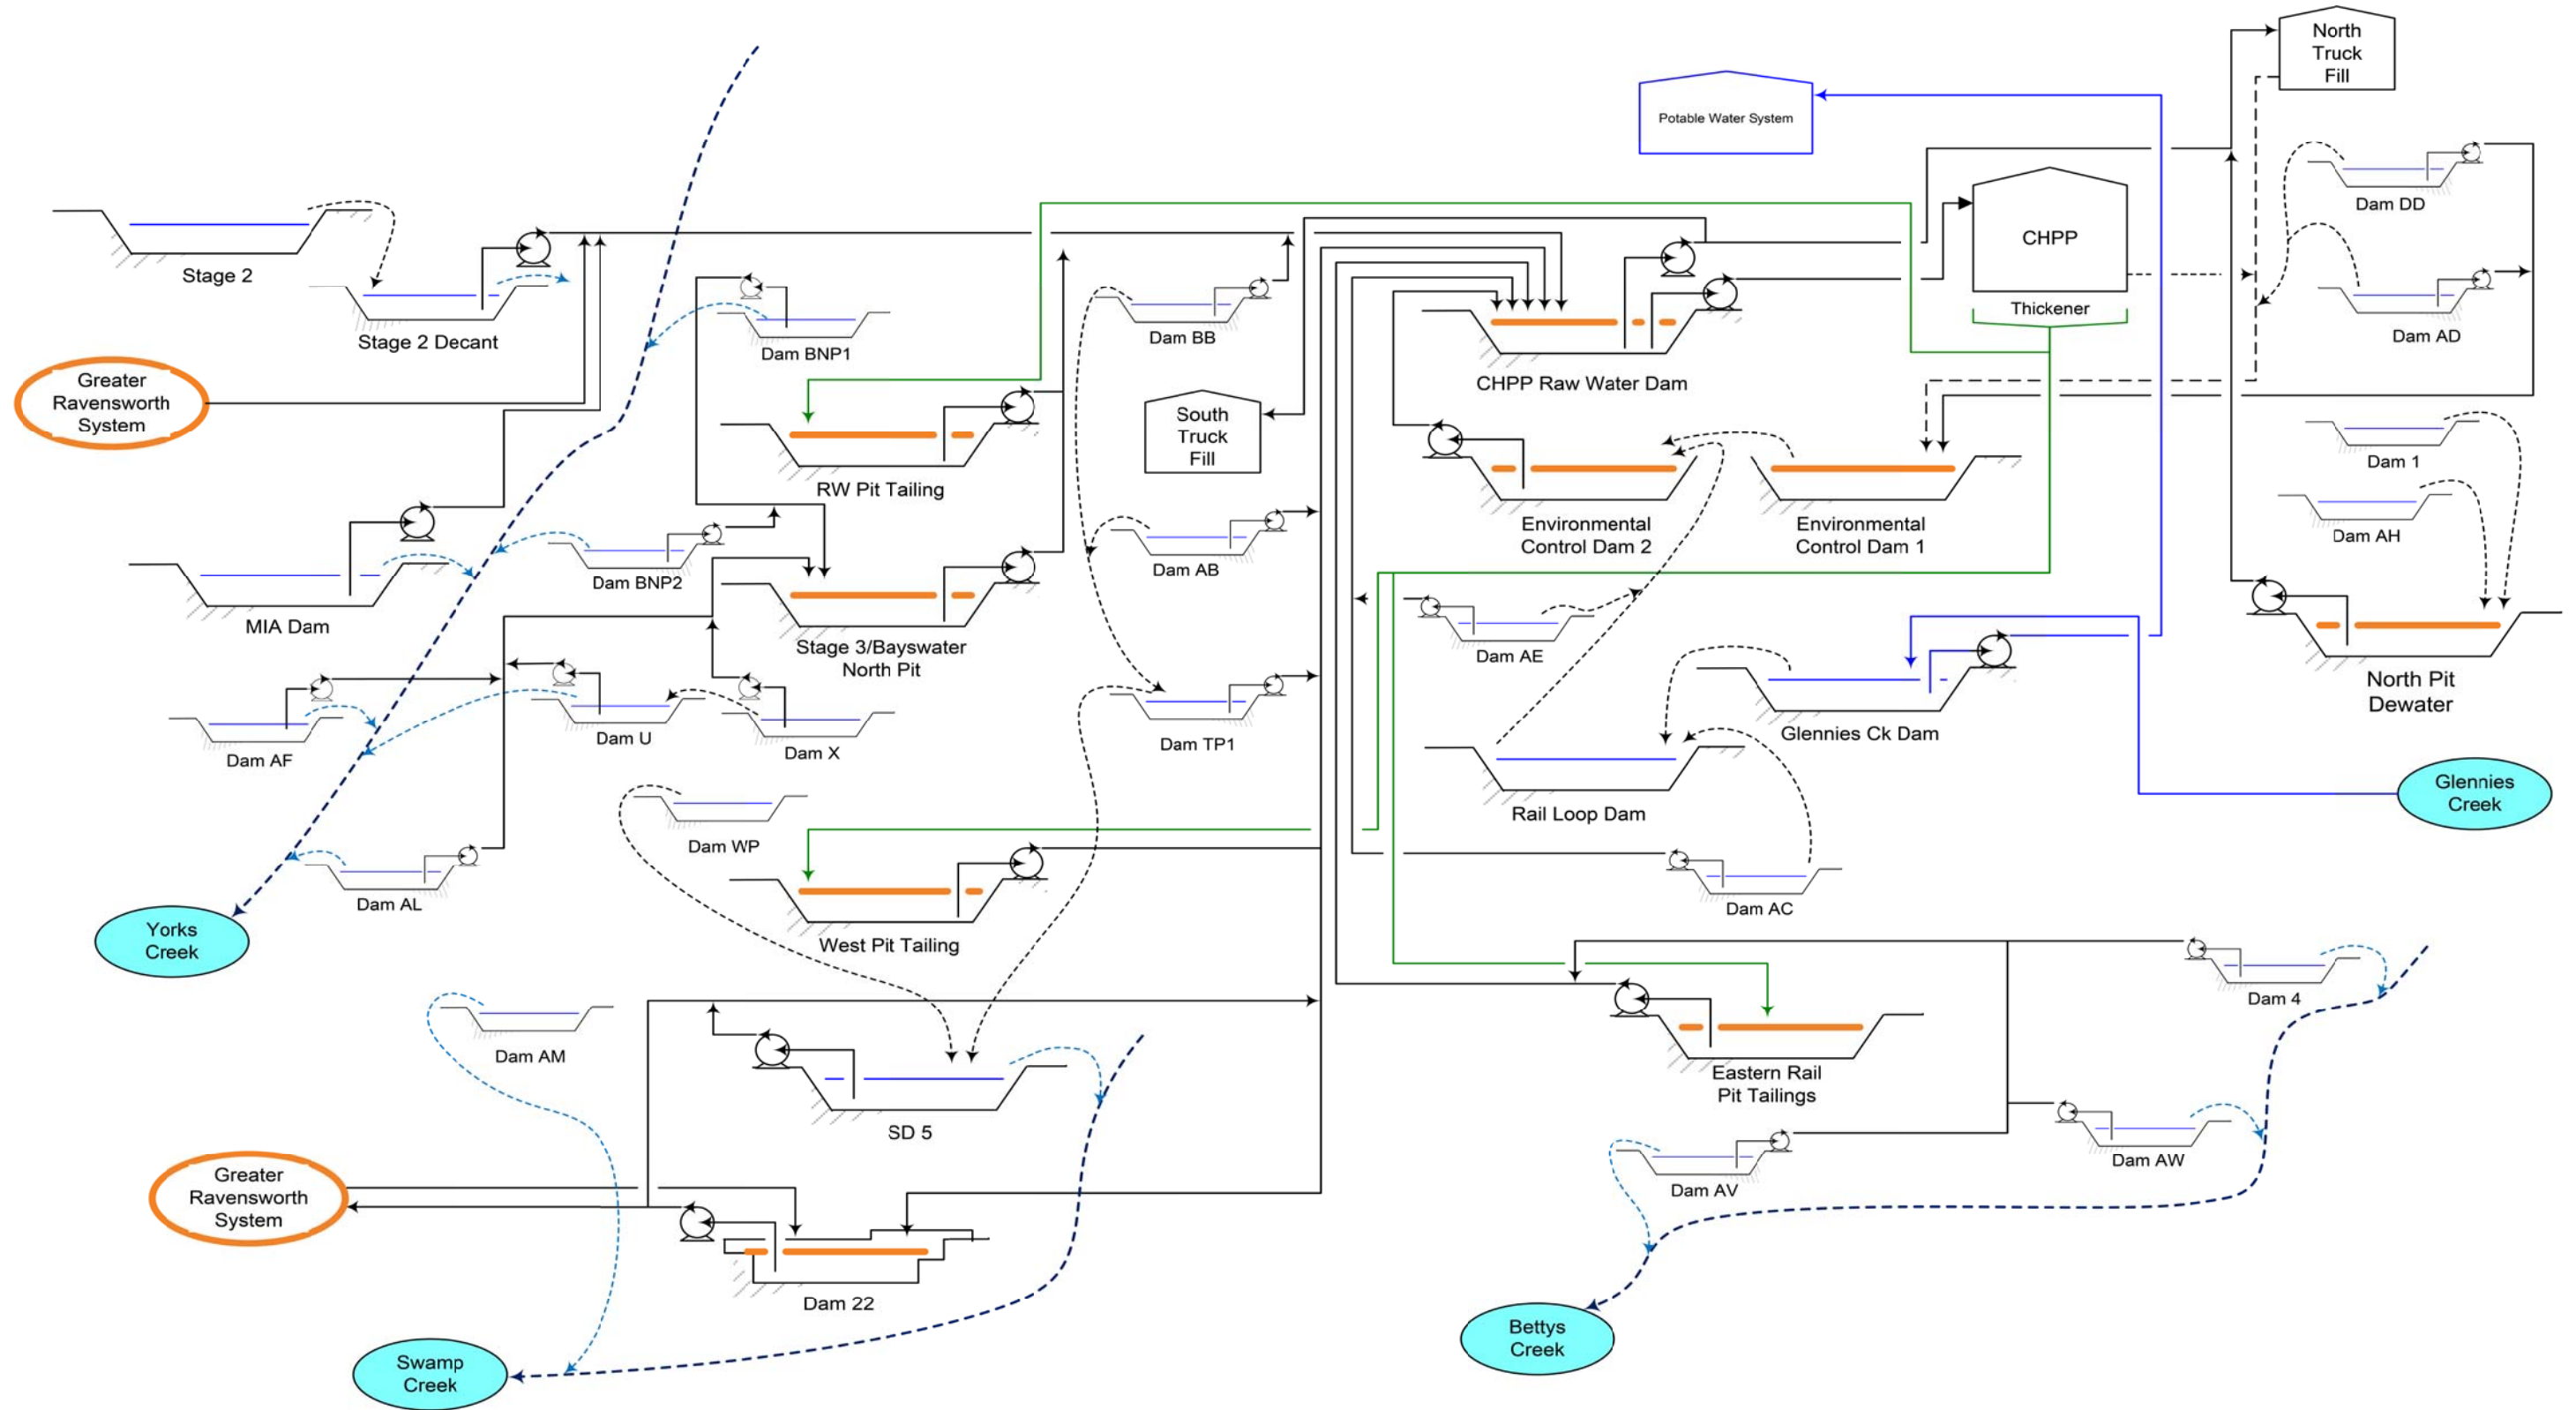 North
Truck
Fill
Potable Water System
Dam DD
CHPP
Stage 2
Thickener
Dam AD
Stage 2 Decant
Dam BNP1
Dam BB
CHPP Raw Water Dam
Greater
Ravensworth
System
South
Truck
Fill
Dam 1
RW Pit Tailing
Environmental
Control Dam 2
Environmental
Control Dam 1
Dam AH
Dam BNP2
Dam AB
MIA Dam
Stage 3/Bayswater
North Pit
Dam AE
North Pit
Dewater
Dam AF
Dam U
Dam X
Dam TP1
Glennies Ck Dam
Glennies
Creek
Rail Loop Dam
Dam WP
Dam AL
Dam AC
Yorks
Creek
West Pit Tailing
Dam 4
Dam AM
Eastern Rail
Pit Tailings
SD 5
Dam AW
Dam AV
Greater
Ravensworth
System
Dam 22
Bettys
Creek
Swamp
Creek